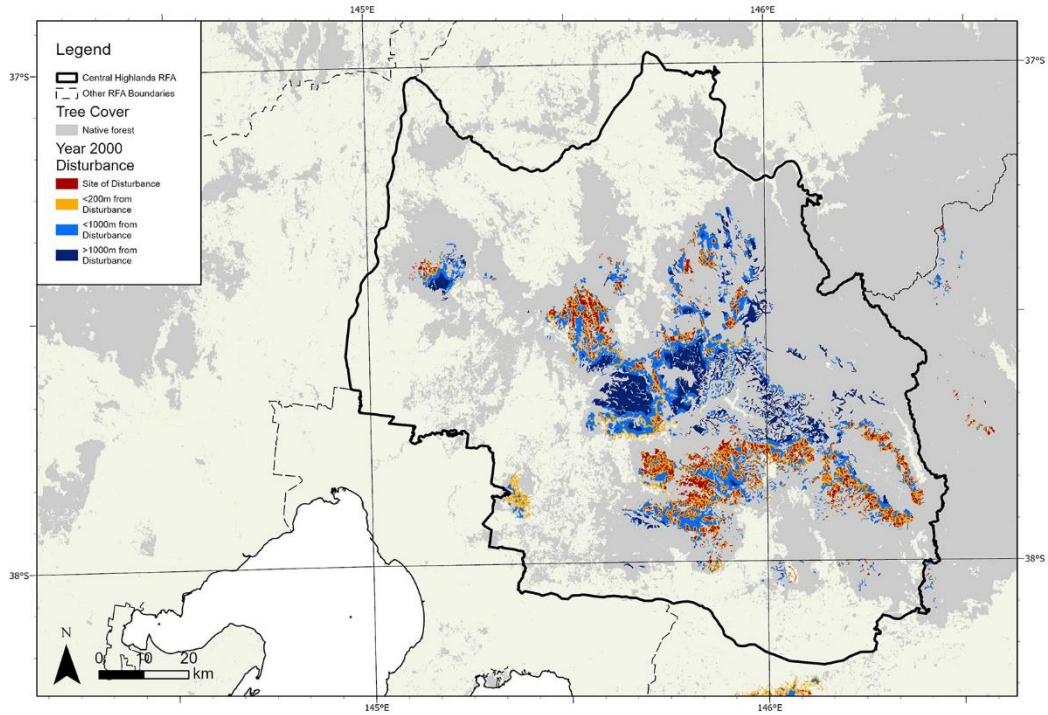 145°E
146°E
Legend
Central Highlands RFA
Other RFA Boundaries
Tree Cover
Native forest
Year 2000
Disturbance
Site of Disturbance
<200m from
Disturbance
<1000m from
Disturbance
>1000m from
Disturbance
37°S
37°S
38°S
38°S
N
0 10 20
km
145°E
146°E